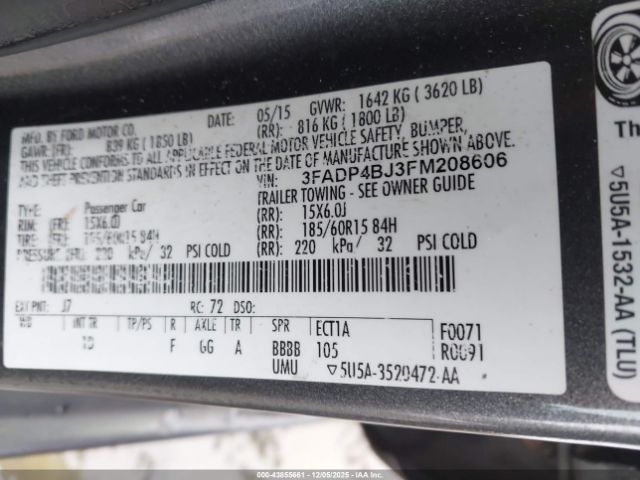 MFG. BY FORD MOTOR CO.
DATE: 05/15 GVWR: 1642 KG ( 3620 LB)
GAWR: (FR): 839 KG ( 1850 LB) (RR): 816 KG ( 1800 LB)
THIS VEHICLE CONFORMS TO ALL APPLICABLE FEDERAL MOTOR VEHICLE SAFETY, BUMPER,
AND THEFT PREVENTION STANDARDS IN EFFECT ON THE DATE OF MANUFACTURE SHOWN ABOVE.
VIN: 3FADP4BJ3FM208606
TYPE: Passenger Car TRAILER TOWING - SEE OWNER GUIDE
RIM: (FR): 15X6.0J (RR): 15X6.0J
TIRE: (FR): 185/60R15 84H (RR): 185/60R15 84H
PRESSURE: (FR): 220 kPa/ 32 PSI COLD (RR): 220 kPa/ 32 PSI COLD
EXT PNT: J7 RC: 72 DSO:
WB INT TR TP/PS R AXLE TR SPR ECT1A F0071
1D F GG A BBBB 105 R0091
UMU ▽5U5A-3520472-AA
Th
▽5U5A-1532-AA (TLU)
000-43855661 - 12/05/2025 - IAA Holdings, LLC